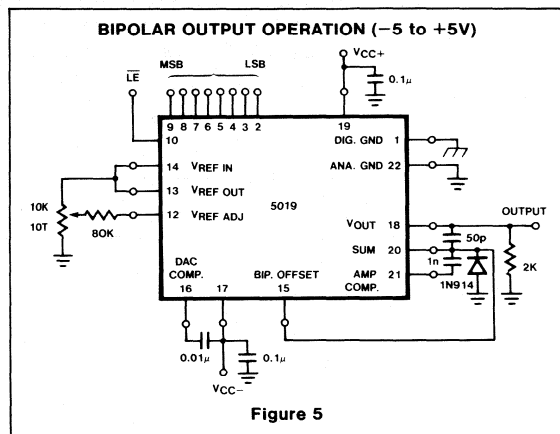 BIPOLAR OUTPUT OPERATION (−5 to +5V)
VCC+
0.1µ
LE
MSB
LSB
9 8 7 6 5 4 3 2
19
10
DIG. GND 1
14 VREF IN
ANA. GND 22
13 VREF OUT
10K
10T
80K
12 VREF ADJ
5019
VOUT 18
OUTPUT
50p
SUM 20
1n
2K
DAC
COMP.
16
17
BIP. OFFSET
15
AMP 21
COMP.
1N914
0.01µ
0.1µ
VCC−
Figure 5